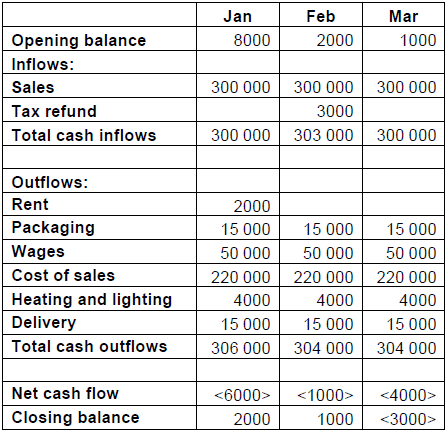 Jan Feb Mar
Opening balance 8000 2000 1000
Inflows:
Sales 300 000 300 000 300 000
Tax refund 3000
Total cash inflows 300 000 303 000 300 000
Outflows:
Rent 2000
Packaging 15 000 15 000 15 000
Wages 50 000 50 000 50 000
Cost of sales 220 000 220 000 220 000
Heating and lighting 4000 4000 4000
Delivery 15 000 15 000 15 000
Total cash outflows 306 000 304 000 304 000
Net cash flow <6000> <1000> <4000>
Closing balance 2000 1000 <3000>